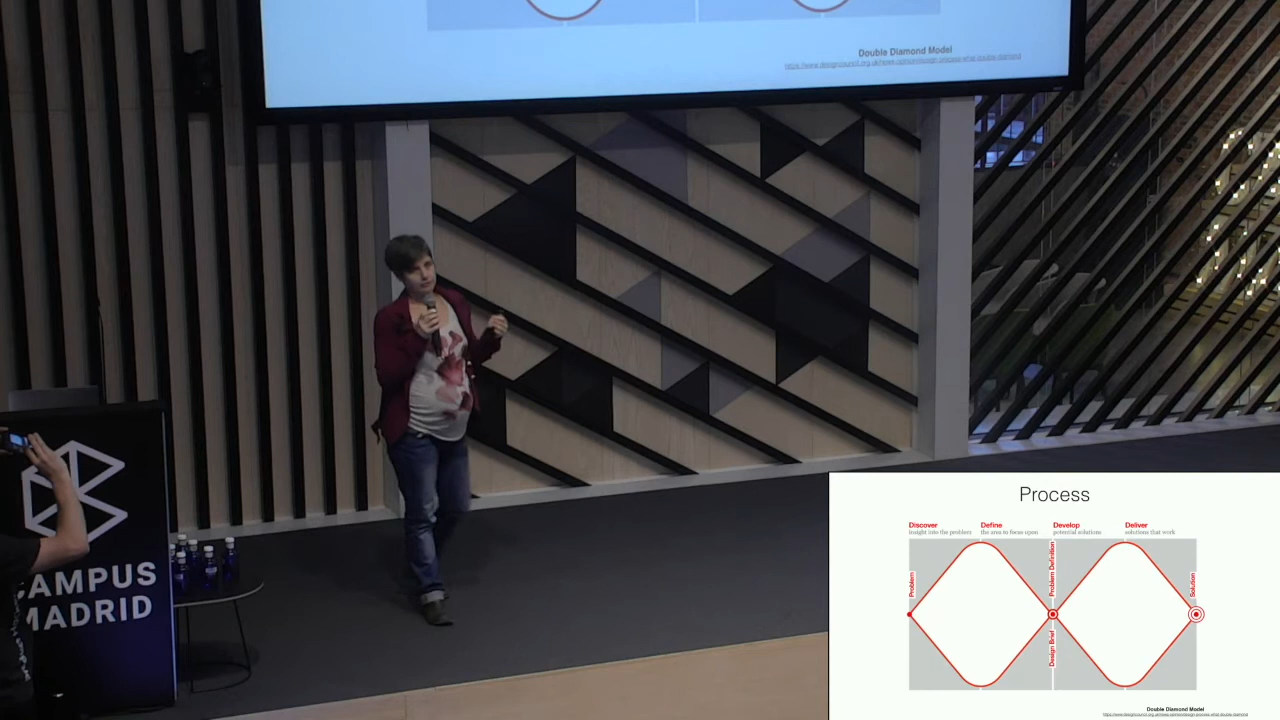 Double Diamond Model
CAMPUS
MADRID
Process
Discover
insight into the problem
Define
the area to focus upon
Develop
potential solutions
Deliver
solutions that work
Problem
Problem Definition
Design Brief
Solution
Double Diamond Model